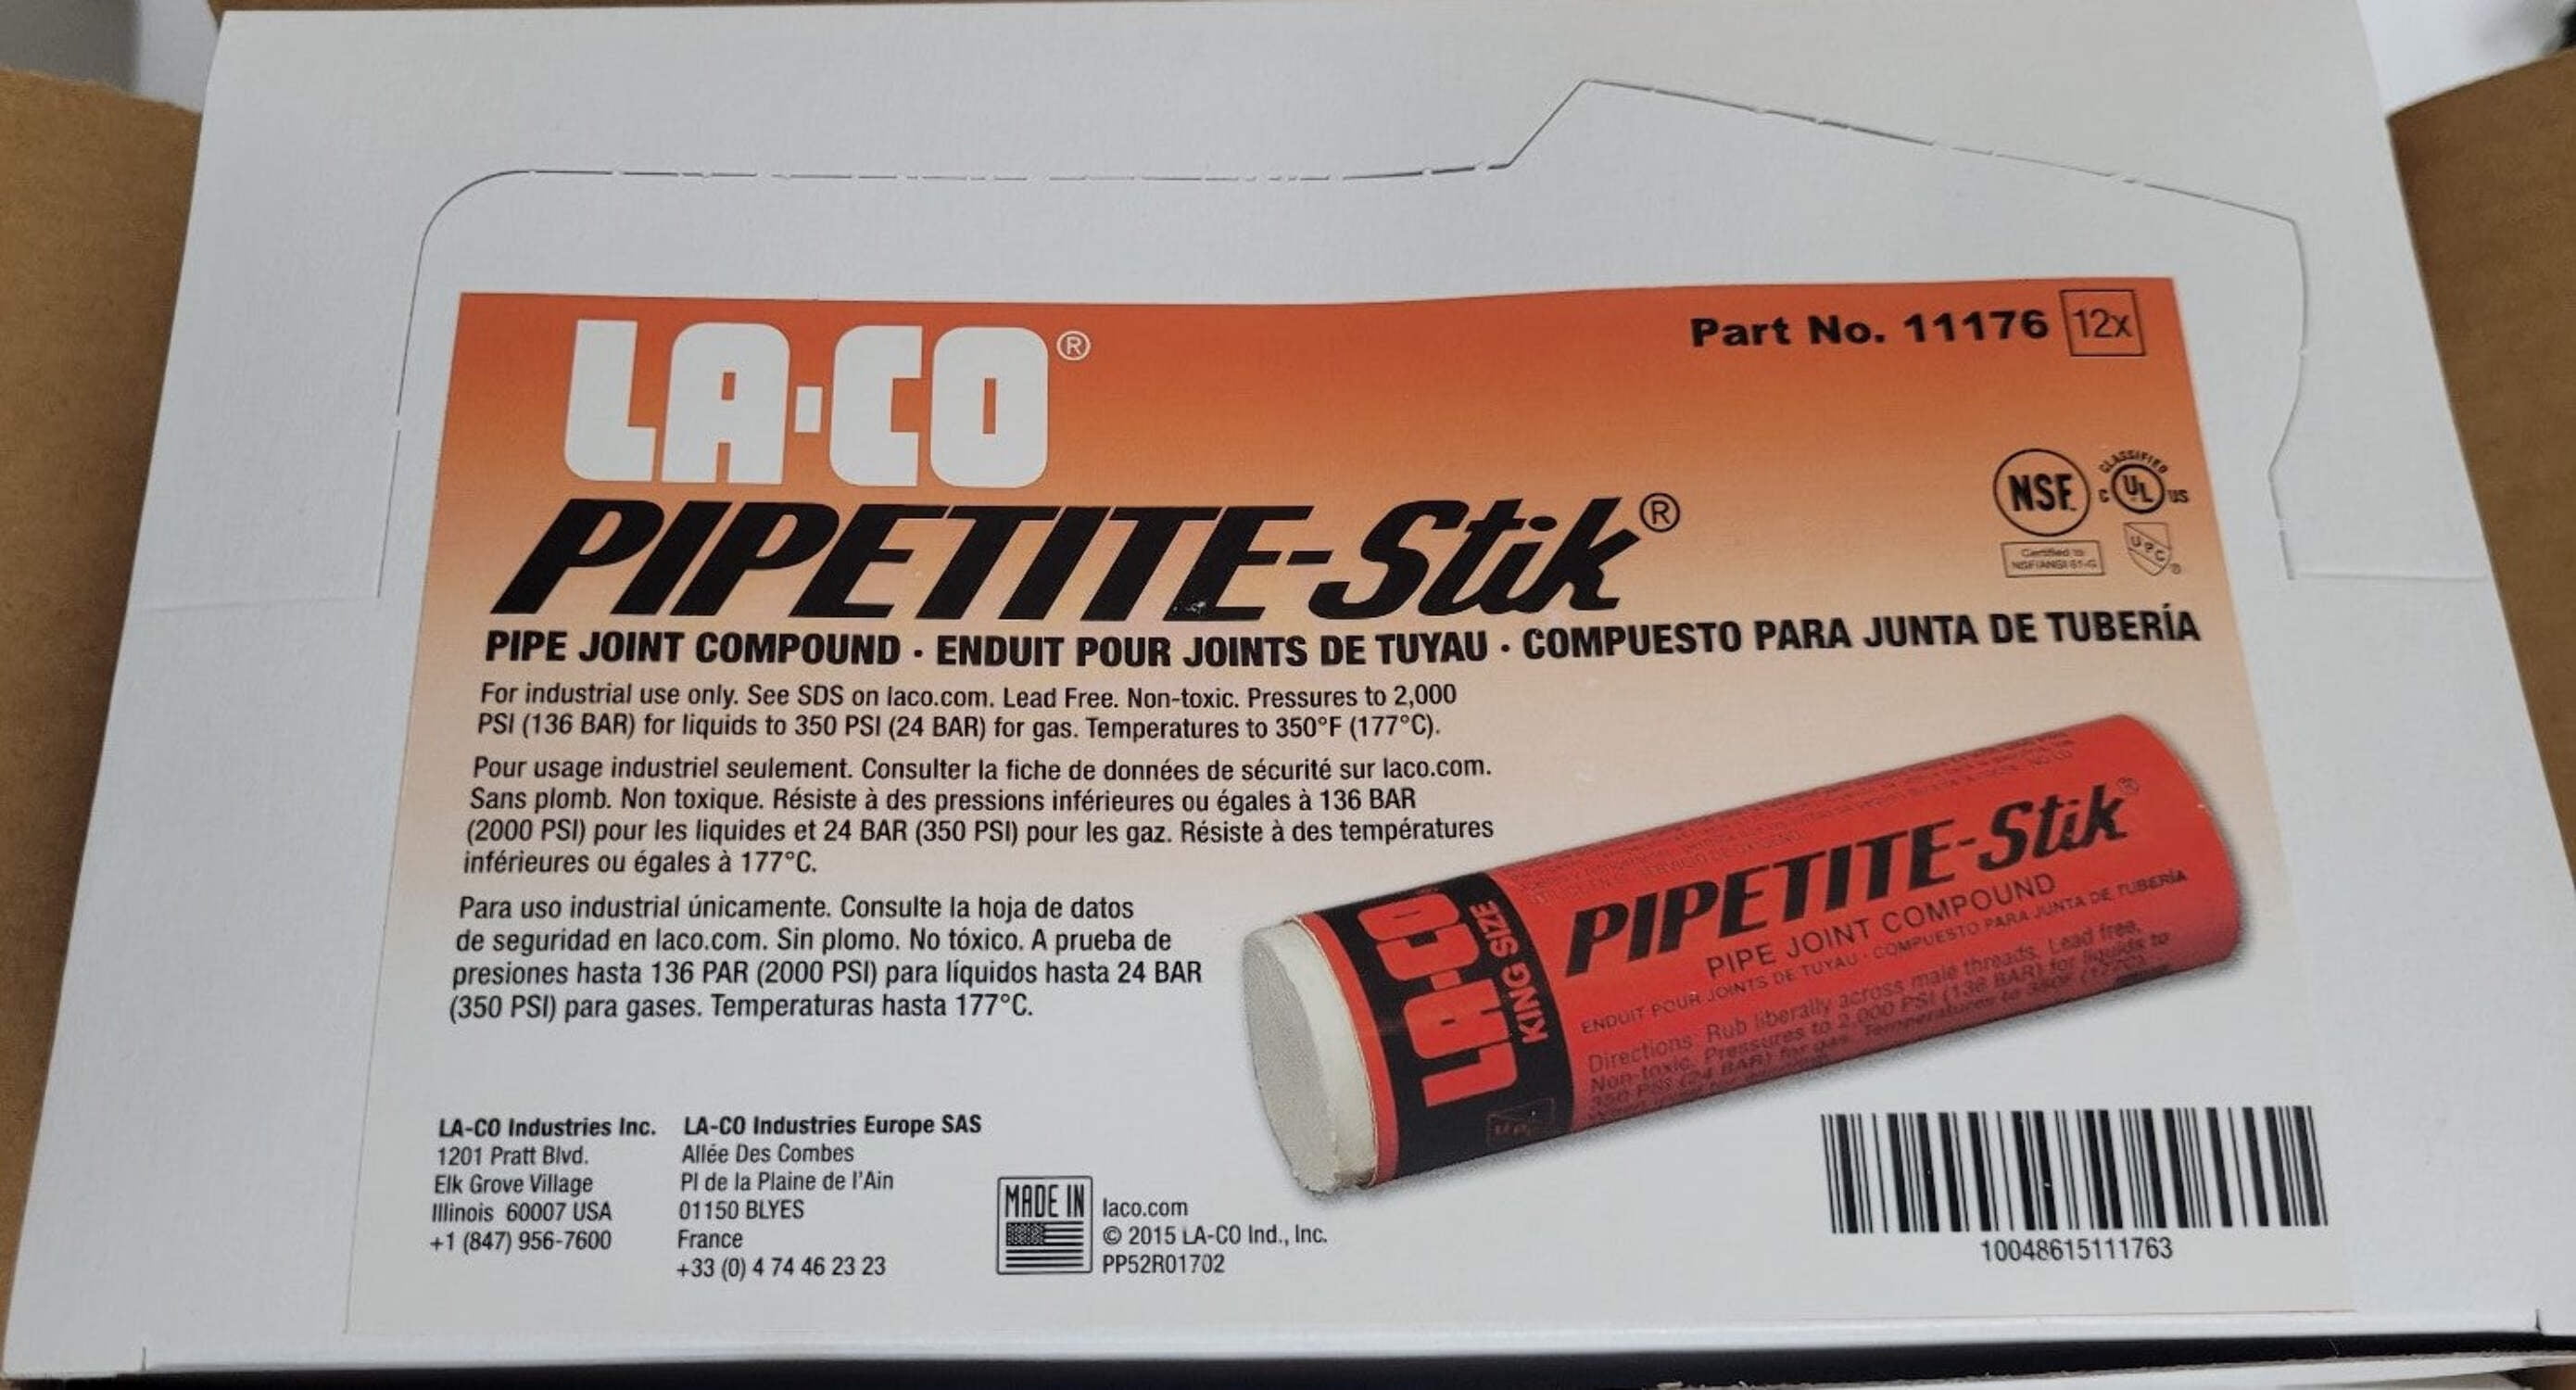 LA-CO®
Part No. 11176 12x
PIPETITE-Stik®
NSF.
Certified to
NSF/ANSI 61-G
CLASSIFIED
C UL US
UPC ®
PIPE JOINT COMPOUND · ENDUIT POUR JOINTS DE TUYAU · COMPUESTO PARA JUNTA DE TUBERÍA
For industrial use only. See SDS on laco.com. Lead Free. Non-toxic. Pressures to 2,000
PSI (136 BAR) for liquids to 350 PSI (24 BAR) for gas. Temperatures to 350°F (177°C).
Pour usage industriel seulement. Consulter la fiche de données de sécurité sur laco.com.
Sans plomb. Non toxique. Résiste à des pressions inférieures ou égales à 136 BAR
(2000 PSI) pour les liquides et 24 BAR (350 PSI) pour les gaz. Résiste à des températures
inférieures ou égales à 177°C.
Para uso industrial únicamente. Consulte la hoja de datos
de seguridad en laco.com. Sin plomo. No tóxico. A prueba de
presiones hasta 136 PAR (2000 PSI) para líquidos hasta 24 BAR
(350 PSI) para gases. Temperaturas hasta 177°C.
LA-CO
KING SIZE
PIPETITE-Stik®
PIPE JOINT COMPOUND
ENDUIT POUR JOINTS DE TUYAU · COMPUESTO PARA JUNTA DE TUBERÍA
Directions: Rub liberally across male threads. Lead free.
Non-toxic. Pressures to 2,000 PSI (136 BAR) for liquids to
350 PSI (24 BAR) for gas. Temperatures to 350F (177C).
LA-CO Industries Inc.
1201 Pratt Blvd.
Elk Grove Village
Illinois 60007 USA
+1 (847) 956-7600
LA-CO Industries Europe SAS
Allée Des Combes
Pl de la Plaine de l'Ain
01150 BLYES
France
+33 (0) 4 74 46 23 23
MADE IN
laco.com
© 2015 LA-CO Ind., Inc.
PP52R01702
10048615111763